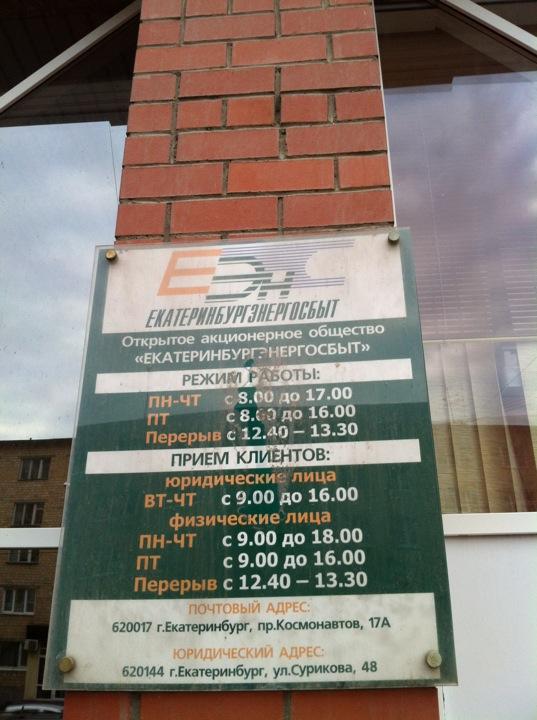 ЕЭнС
ЕКАТЕРИНБУРГЭНЕРГОСБЫТ
Открытое акционерное общество
«ЕКАТЕРИНБУРГЭНЕРГОСБЫТ»
РЕЖИМ РАБОТЫ:
ПН-ЧТ с 8.00 до 17.00
ПТ с 8.00 до 16.00
Перерыв с 12.40 – 13.30
ПРИЕМ КЛИЕНТОВ:
юридические лица
ВТ-ЧТ с 9.00 до 16.00
физические лица
ПН-ЧТ с 9.00 до 18.00
ПТ с 9.00 до 16.00
Перерыв с 12.40 – 13.30
ПОЧТОВЫЙ АДРЕС:
620017 г.Екатеринбург, пр.Космонавтов, 17А
ЮРИДИЧЕСКИЙ АДРЕС:
620144 г.Екатеринбург, ул.Сурикова, 48